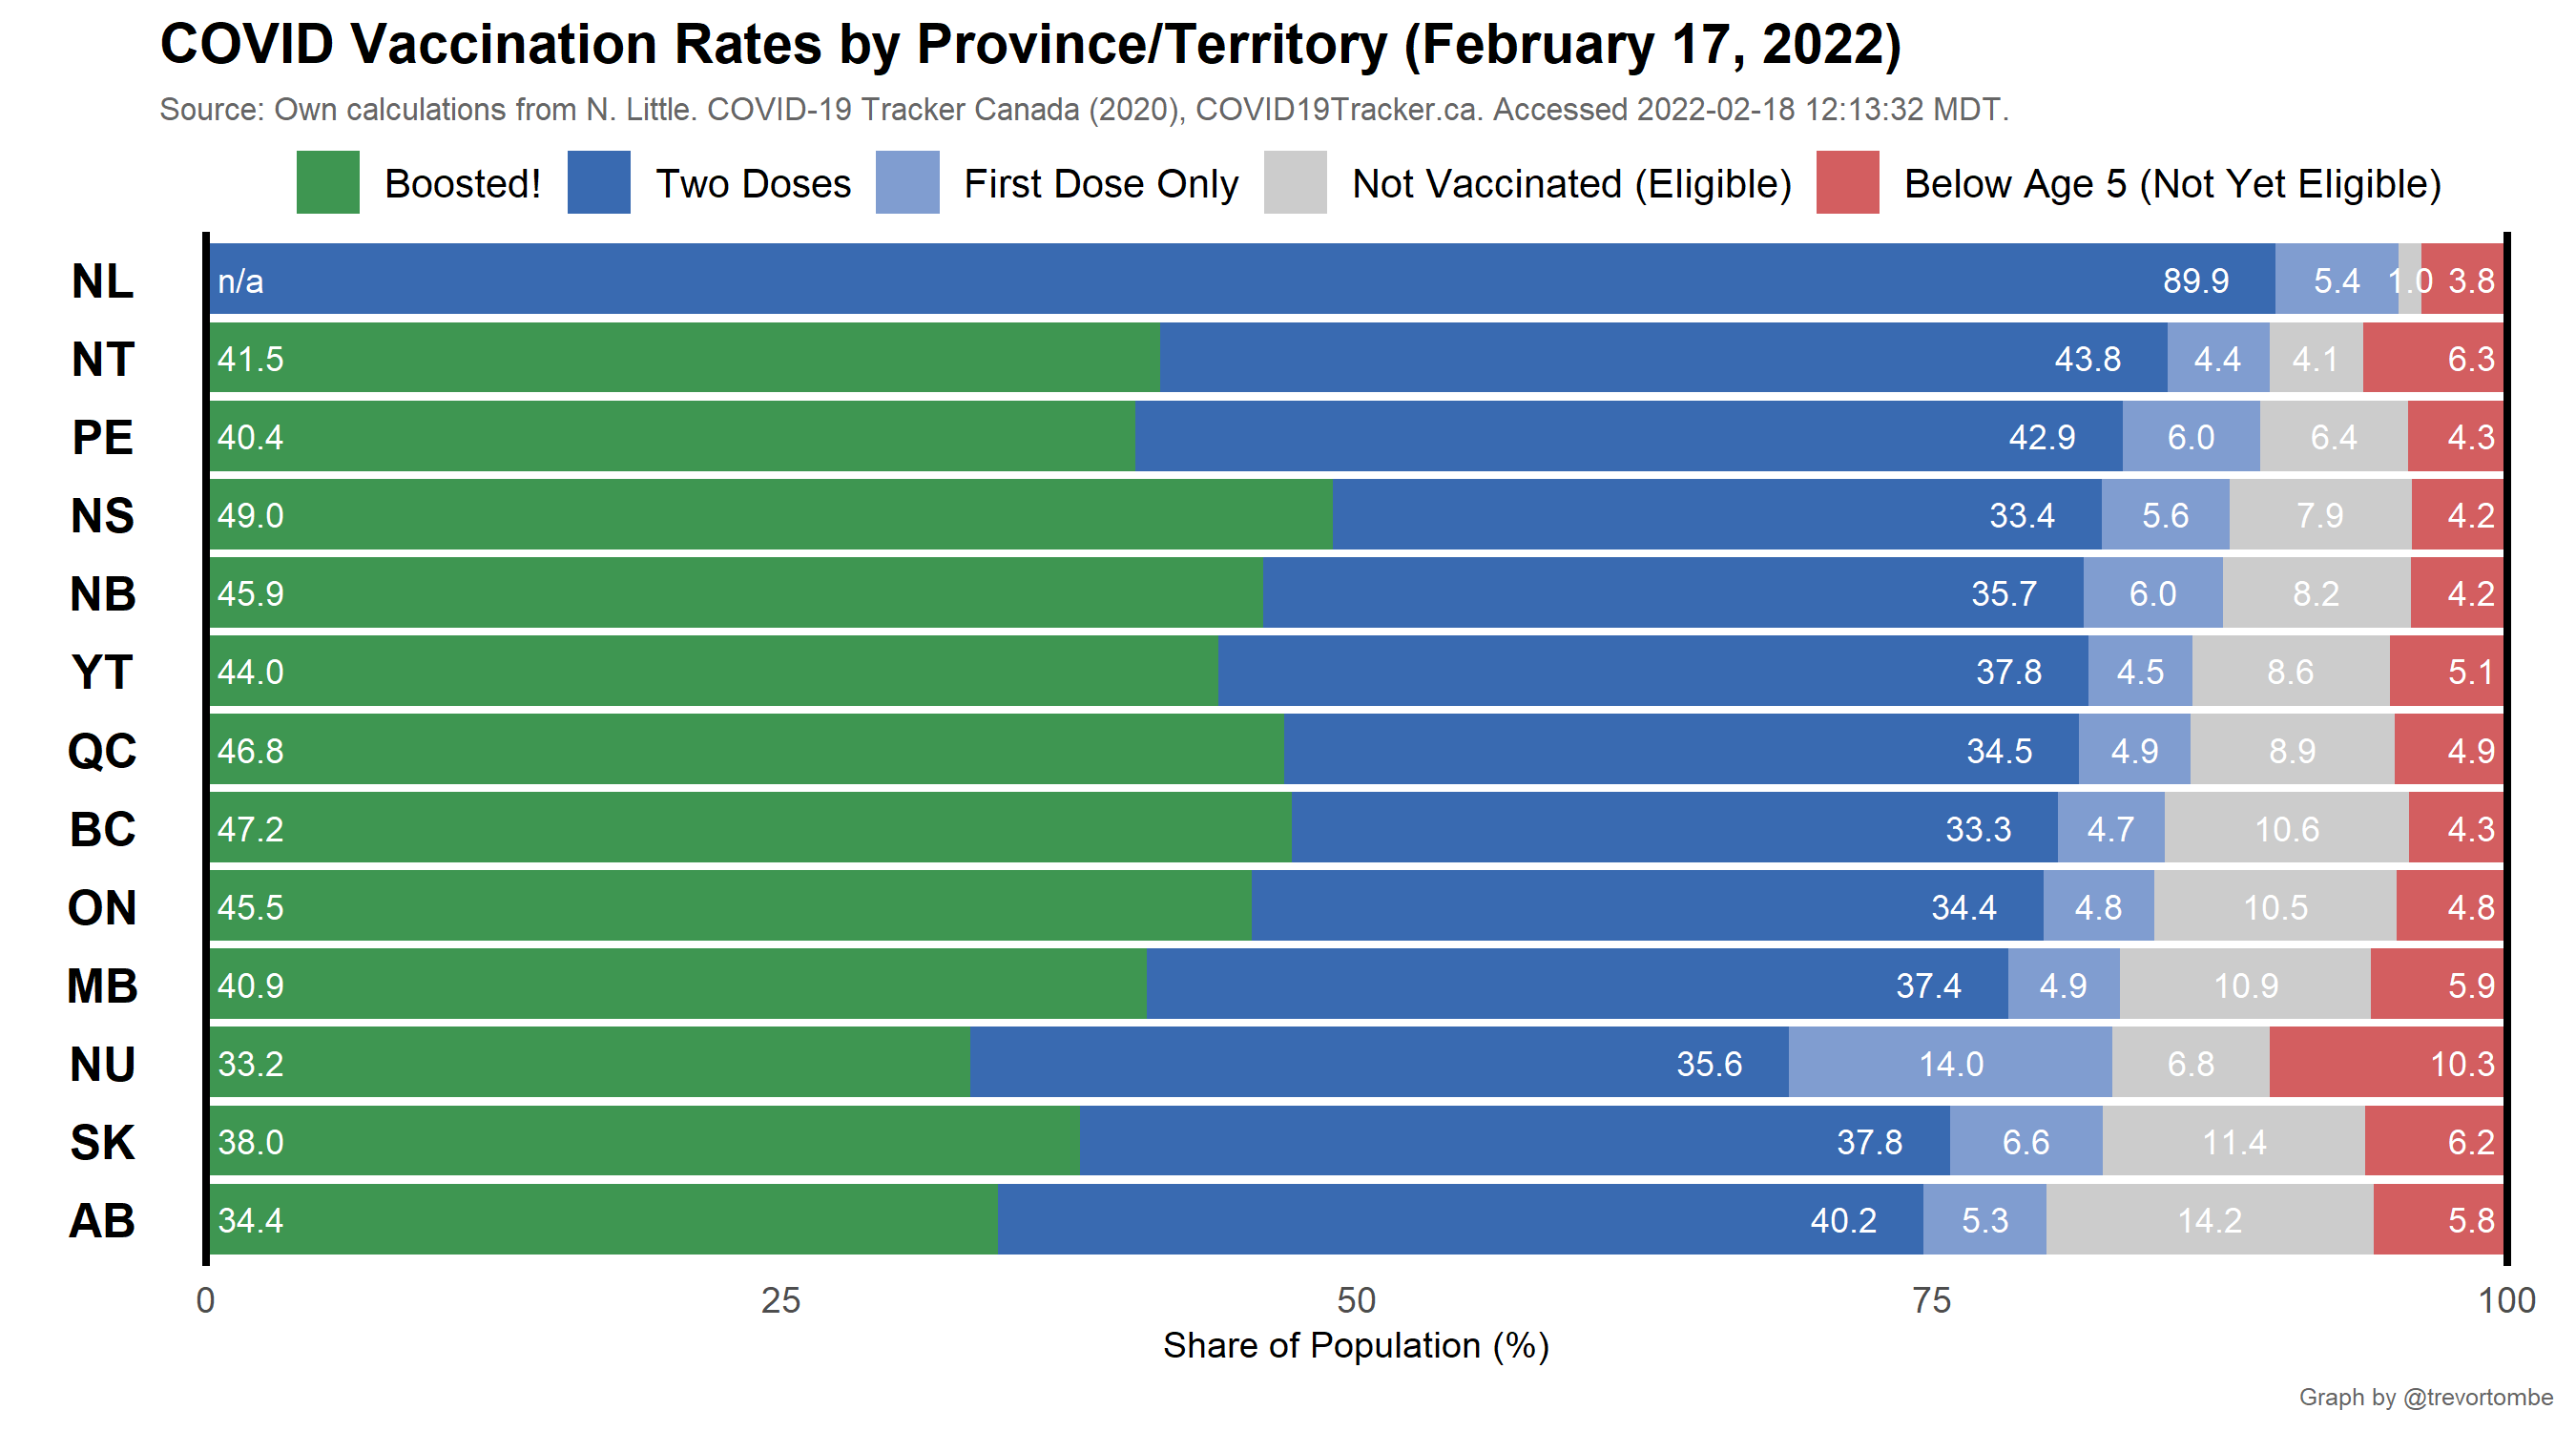 COVID Vaccination Rates by Province/Territory (February 17, 2022)
Source: Own calculations from N. Little. COVID-19 Tracker Canada (2020), COVID19Tracker.ca. Accessed 2022-02-18 12:13:32 MDT.
Boosted! Two Doses First Dose Only Not Vaccinated (Eligible) Below Age 5 (Not Yet Eligible)
NL n/a 89.9 5.4 1.0 3.8
NT 41.5 43.8 4.4 4.1 6.3
PE 40.4 42.9 6.0 6.4 4.3
NS 49.0 33.4 5.6 7.9 4.2
NB 45.9 35.7 6.0 8.2 4.2
YT 44.0 37.8 4.5 8.6 5.1
QC 46.8 34.5 4.9 8.9 4.9
BC 47.2 33.3 4.7 10.6 4.3
ON 45.5 34.4 4.8 10.5 4.8
MB 40.9 37.4 4.9 10.9 5.9
NU 33.2 35.6 14.0 6.8 10.3
SK 38.0 37.8 6.6 11.4 6.2
AB 34.4 40.2 5.3 14.2 5.8
0 25 50 75 100
Share of Population (%)
Graph by @trevortombe